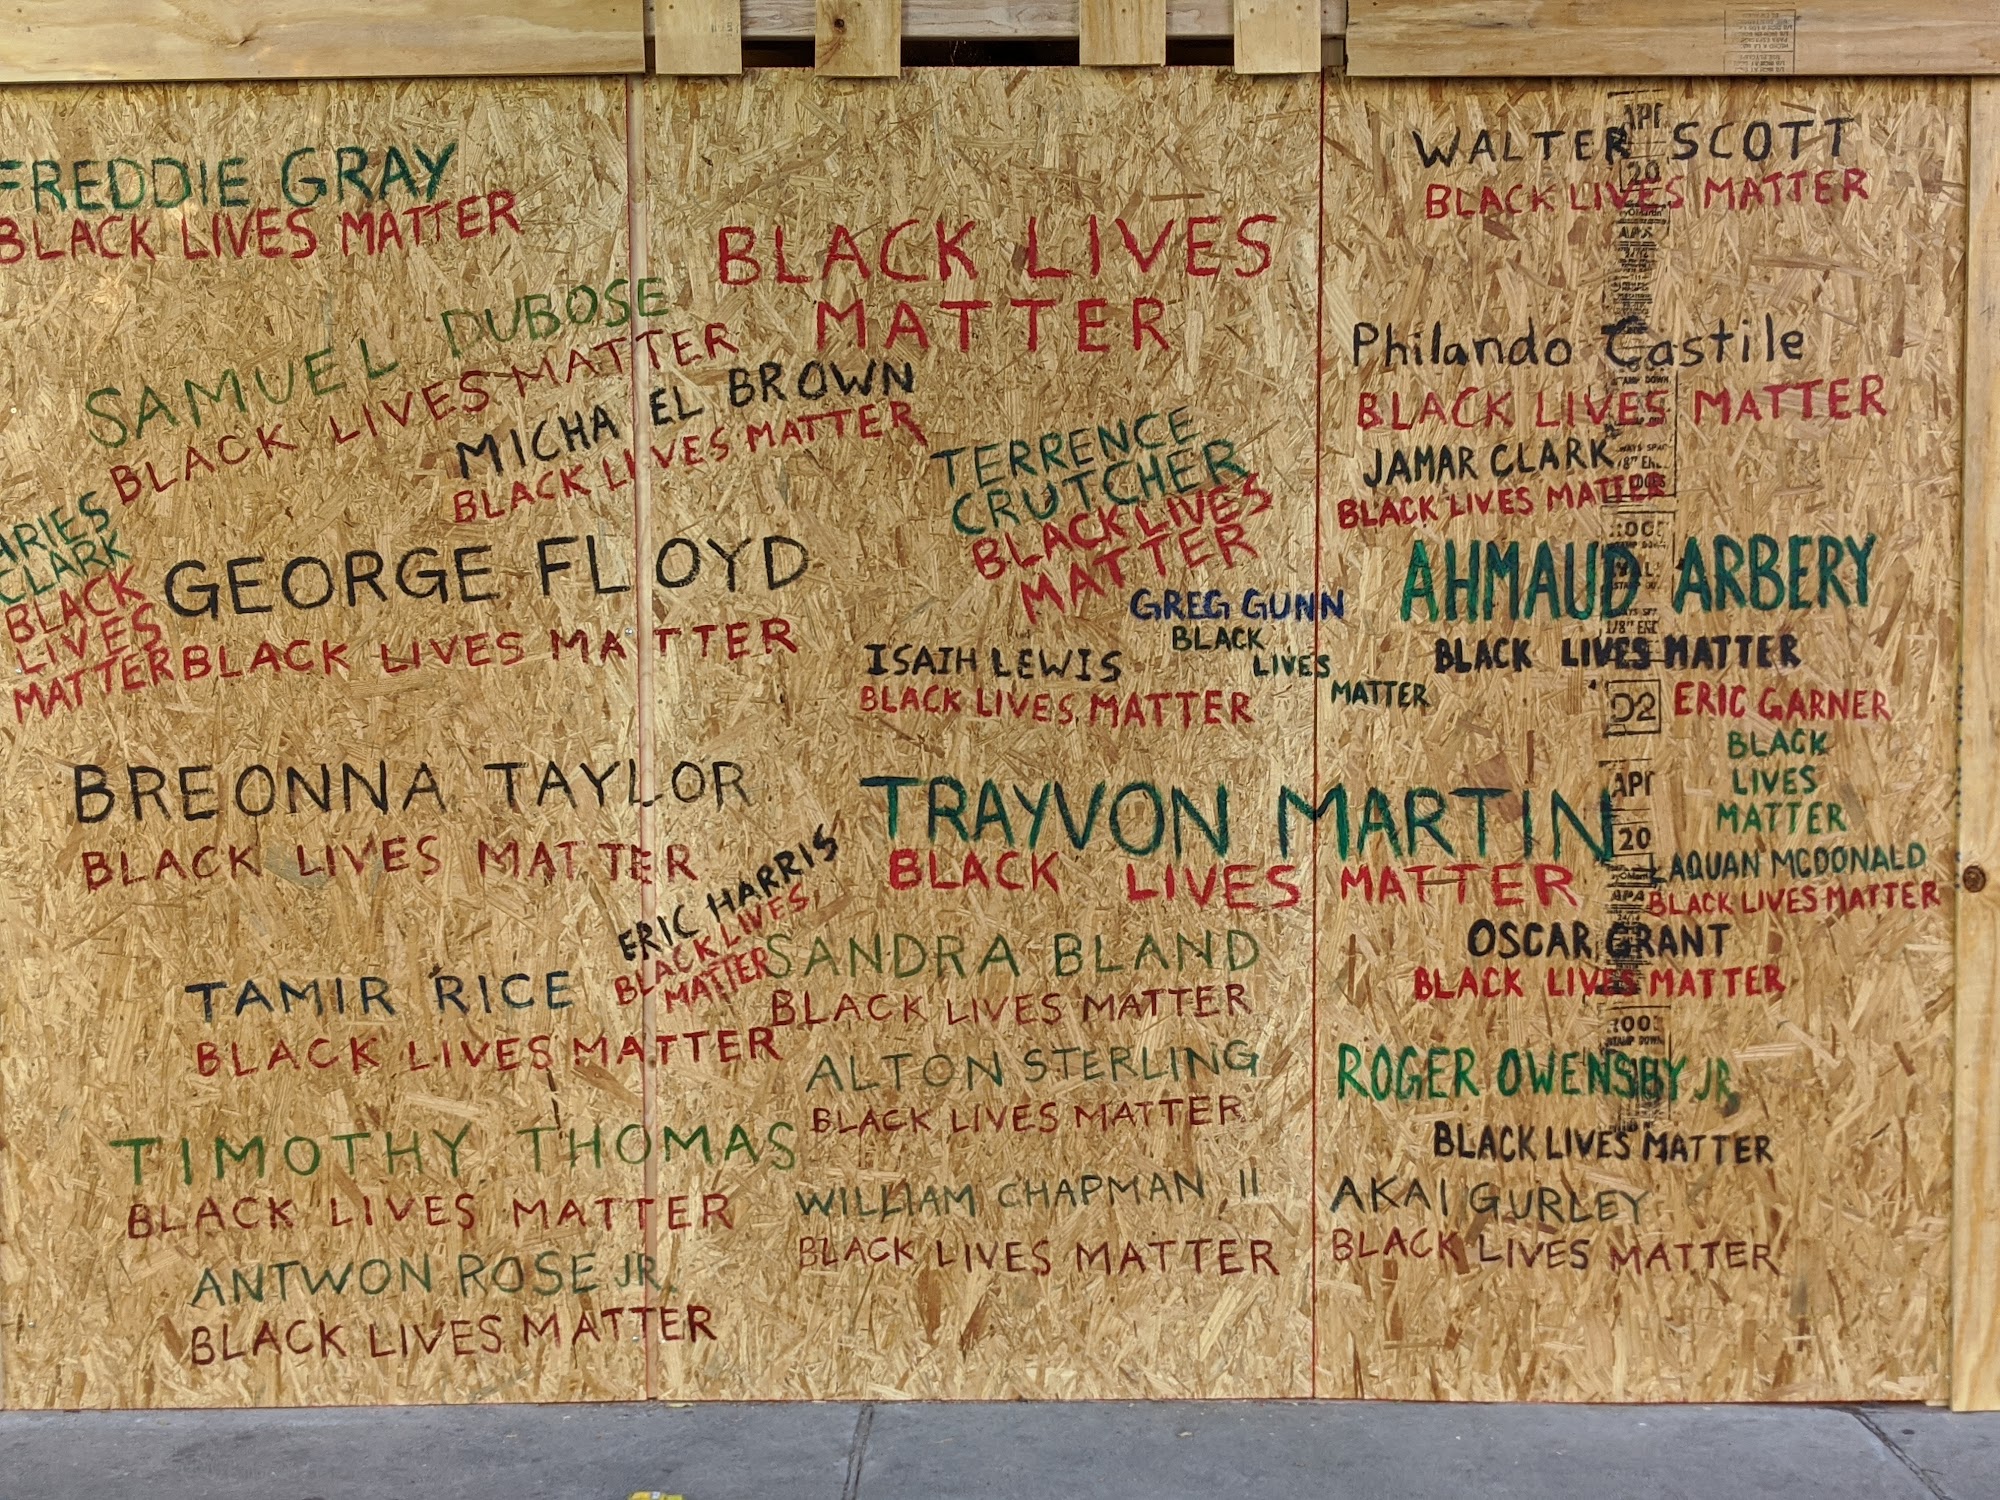 FREDDIE GRAY
BLACK LIVES MATTER
SAMUEL DUBOSE
BLACK LIVES MATTER
MICHAEL BROWN
BLACK LIVES MATTER
ARIES
CLARK
BLACK
LIVES
MATTER
GEORGE FLOYD
BLACK LIVES MATTER
BREONNA TAYLOR
BLACK LIVES MATTER
ERIC HARRIS
BLACK LIVES
MATTER
TAMIR RICE
BLACK LIVES MATTER
TIMOTHY THOMAS
BLACK LIVES MATTER
ANTWON ROSE JR.
BLACK LIVES MATTER
BLACK LIVES
MATTER
TERRENCE
CRUTCHER
BLACK LIVES
MATTER
GREG GUNN
BLACK
LIVES
MATTER
ISAIH LEWIS
BLACK LIVES MATTER
TRAYVON MARTIN
BLACK LIVES MATTER
SANDRA BLAND
BLACK LIVES MATTER
ALTON STERLING
BLACK LIVES MATTER
WILLIAM CHAPMAN II
BLACK LIVES MATTER
WALTER SCOTT
BLACK LIVES MATTER
Philando Castile
BLACK LIVES MATTER
JAMAR CLARK
BLACK LIVES MATTER
AHMAUD ARBERY
BLACK LIVES MATTER
ERIC GARNER
BLACK
LIVES
MATTER
LAQUAN MCDONALD
BLACK LIVES MATTER
OSCAR GRANT
BLACK LIVES MATTER
ROGER OWENSBY JR.
BLACK LIVES MATTER
AKAI GURLEY
BLACK LIVES MATTER
20
D2
20
APA